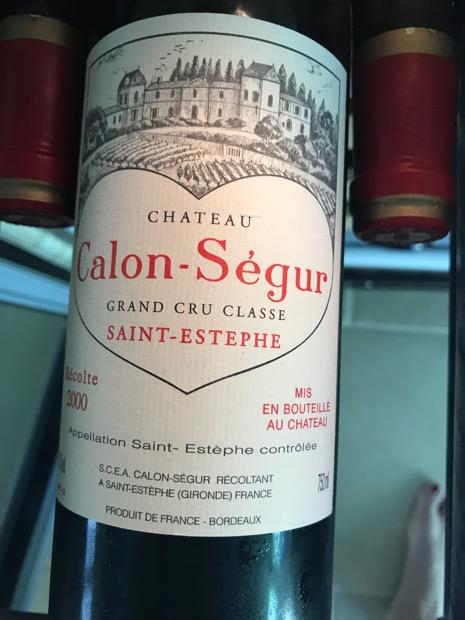 CHATEAU
Calon-Ségur
GRAND CRU CLASSE
SAINT-ESTEPHE
Récolte
2000
MIS
EN BOUTEILLE
AU CHATEAU
Appellation Saint- Estèphe contrôlée
S.C.E.A. CALON-SÉGUR RÉCOLTANT
A SAINT-ESTÈPHE (GIRONDE) FRANCE
750ml
PRODUIT DE FRANCE - BORDEAUX